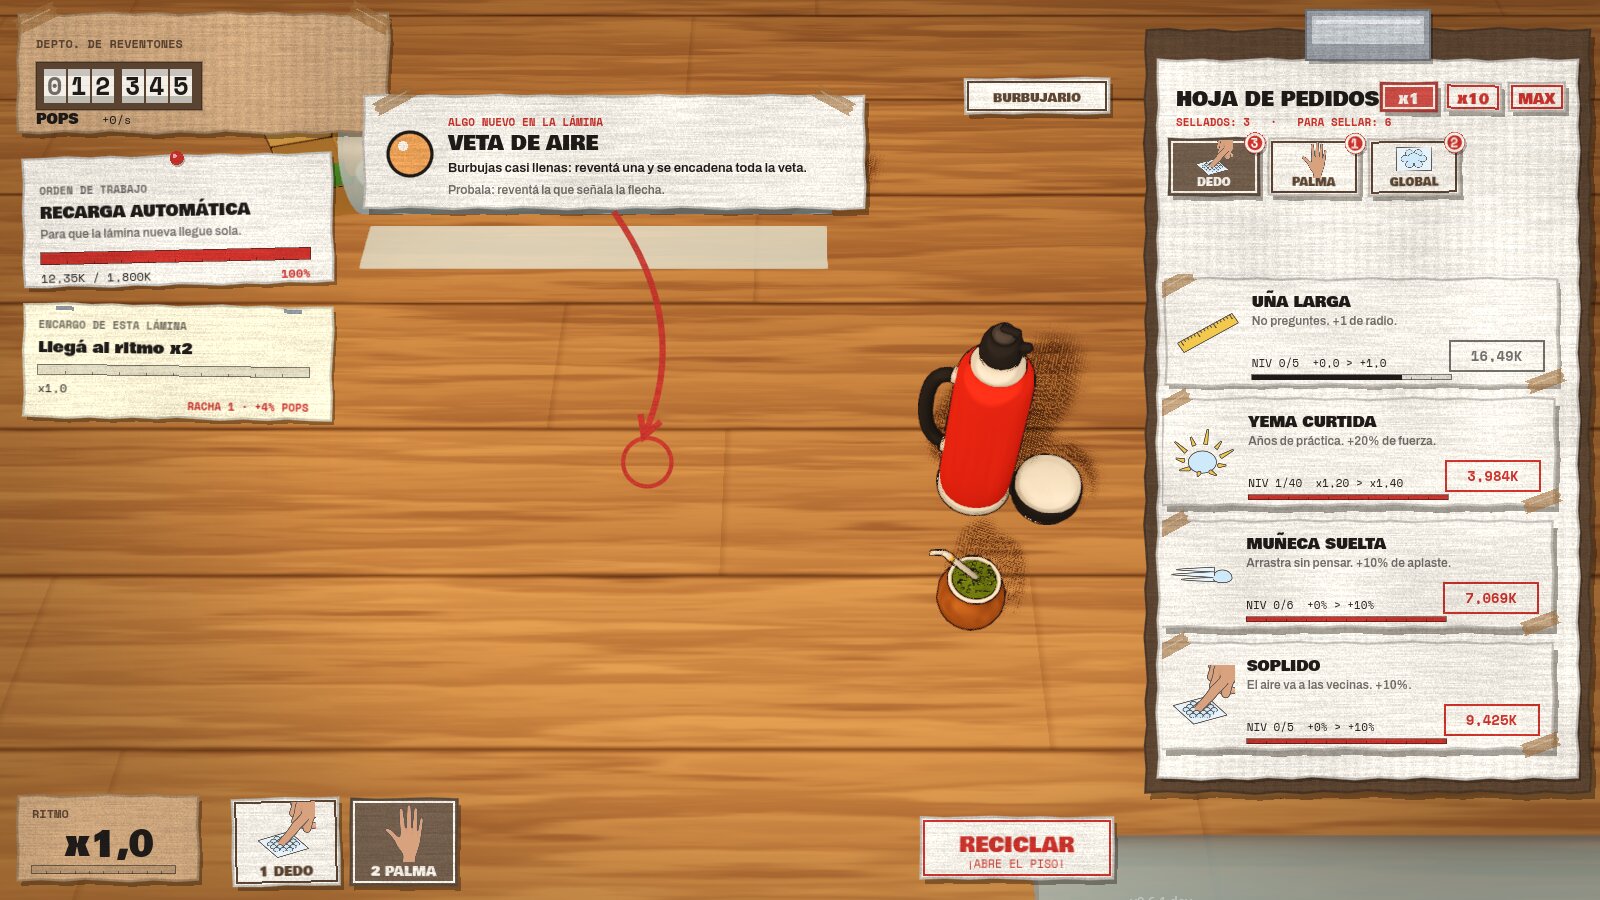 DEPTO. DE REVENTONES
012 345
POPS +0/s
ORDEN DE TRABAJO
RECARGA AUTOMÁTICA
Para que la lámina nueva llegue sola.
12,35K / 1,800K 100%
ENCARGO DE ESTA LÁMINA
Llegá al ritmo x2
x1,0
RACHA 1 · +4% POPS
ALGO NUEVO EN LA LÁMINA
VETA DE AIRE
Burbujas casi llenas: reventá una y se encadena toda la veta.
Probala: reventá la que señala la flecha.
BURBUJARIO
HOJA DE PEDIDOS
x1 x10 MAX
SELLADOS: 3 · PARA SELLAR: 6
3 1 2
DEDO PALMA GLOBAL
UÑA LARGA
No preguntes. +1 de radio.
NIV 0/5 +0,0 > +1,0
16,49K
YEMA CURTIDA
Años de práctica. +20% de fuerza.
NIV 1/40 x1,20 > x1,40
3,984K
MUÑECA SUELTA
Arrastra sin pensar. +10% de aplaste.
NIV 0/6 +0% > +10%
7,069K
SOPLIDO
El aire va a las vecinas. +10%.
NIV 0/5 +0% > +10%
9,425K
RITMO
x1,0
1 DEDO
2 PALMA
RECICLAR
¡ABRE EL PISO!